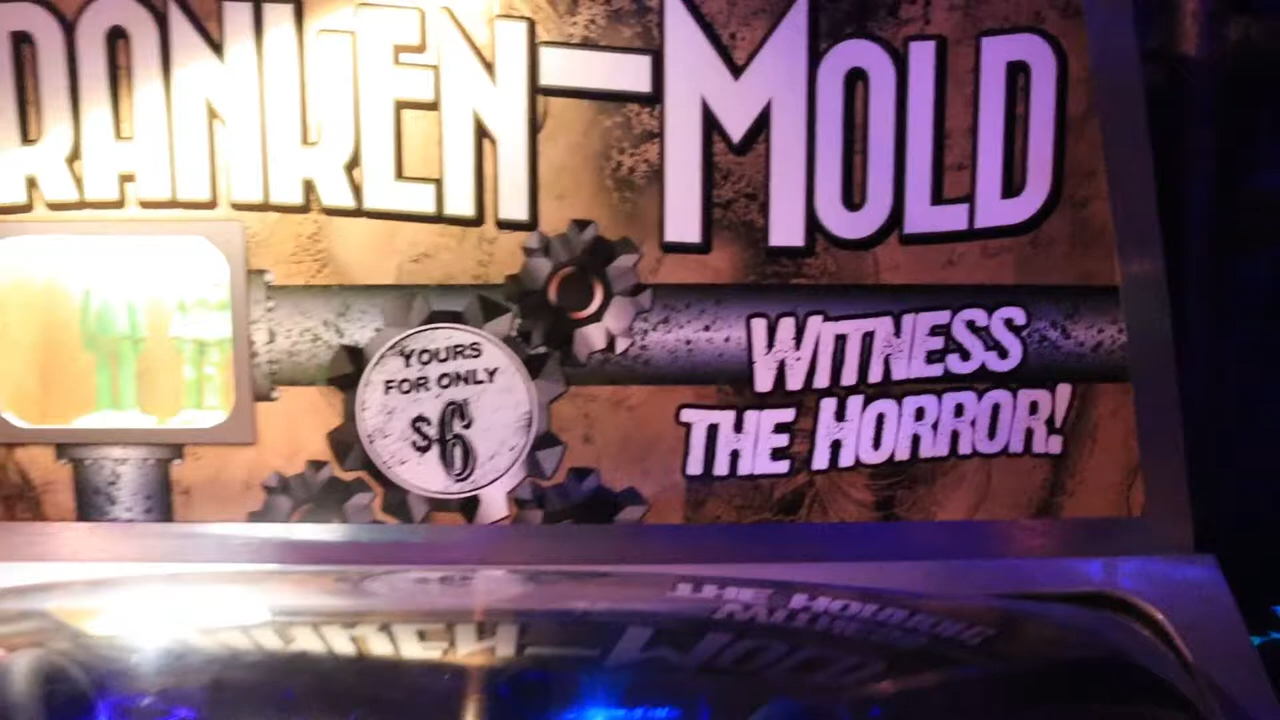 RANKEN-MOLD
YOURS
FOR ONLY
$6
WITNESS
THE HORROR!